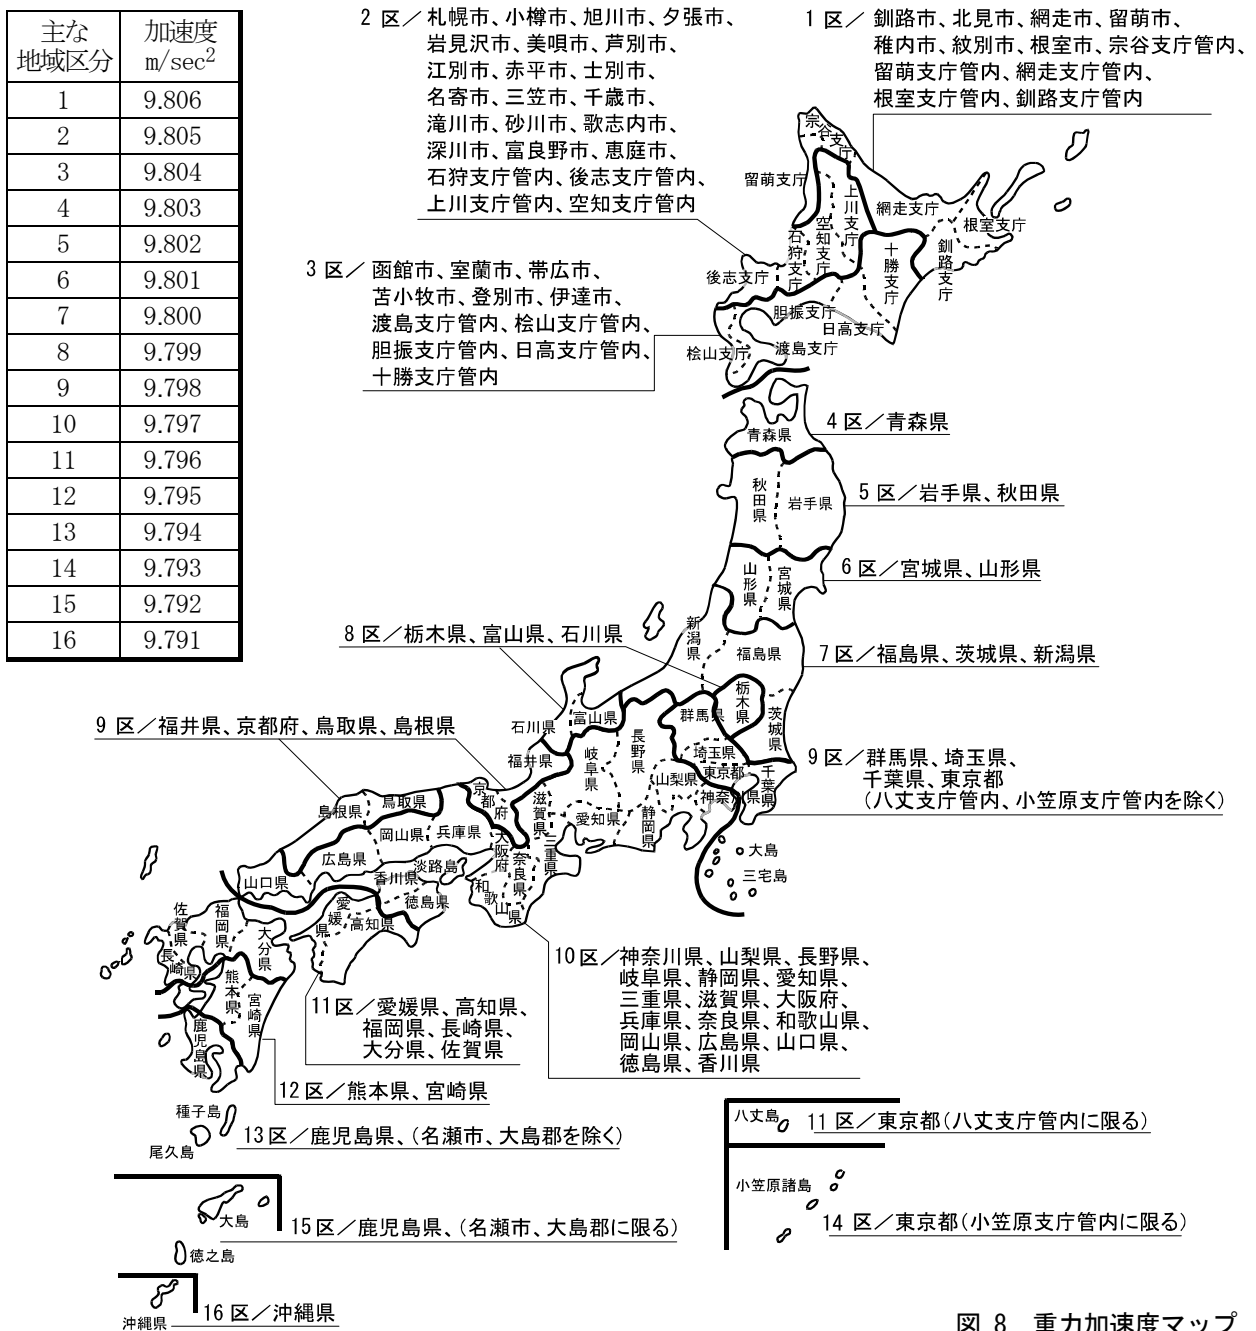 主な
地域区分
加速度
m/sec²
1 9.806
2 9.805
3 9.804
4 9.803
5 9.802
6 9.801
7 9.800
8 9.799
9 9.798
10 9.797
11 9.796
12 9.795
13 9.794
14 9.793
15 9.792
16 9.791
2 区／札幌市、小樽市、旭川市、夕張市、
岩見沢市、美唄市、芦別市、
江別市、赤平市、士別市、
名寄市、三笠市、千歳市、
滝川市、砂川市、歌志内市、
深川市、富良野市、恵庭市、
石狩支庁管内、後志支庁管内、
上川支庁管内、空知支庁管内
1 区／ 釧路市、北見市、網走市、留萌市、
稚内市、紋別市、根室市、宗谷支庁管内、
留萌支庁管内、網走支庁管内、
根室支庁管内、釧路支庁管内
3 区／ 函館市、室蘭市、帯広市、
苫小牧市、登別市、伊達市、
渡島支庁管内、桧山支庁管内、
胆振支庁管内、日高支庁管内、
十勝支庁管内
宗谷支庁
留萌支庁
上川支庁
網走支庁
根室支庁
空知支庁
石狩支庁
十勝支庁
釧路支庁
後志支庁
胆振支庁
日高支庁
桧山支庁
渡島支庁
4 区／青森県
青森県
5 区／岩手県、秋田県
秋田県
岩手県
6 区／宮城県、山形県
山形県
宮城県
8 区／栃木県、富山県、石川県
新潟県
福島県
7 区／福島県、茨城県、新潟県
栃木県
茨城県
群馬県
石川県
富山県
長野県
9 区／福井県、京都府、鳥取県、島根県
福井県
岐阜県
埼玉県
山梨県
東京都
千葉県
神奈川県
9 区／群馬県、埼玉県、
千葉県、東京都
(八丈支庁管内、小笠原支庁管内を除く)
京都府
滋賀県
愛知県
静岡県
島根県
鳥取県
岡山県
兵庫県
大阪府
奈良県
三重県
広島県
淡路島
大島
三宅島
山口県
香川県
徳島県
和歌山県
愛媛県
高知県
佐賀県
福岡県
大分県
長崎県
熊本県
宮崎県
鹿児島県
10区／神奈川県、山梨県、長野県、
岐阜県、静岡県、愛知県、
三重県、滋賀県、大阪府、
兵庫県、奈良県、和歌山県、
岡山県、広島県、山口県、
徳島県、香川県
11区／愛媛県、高知県、
福岡県、長崎県、
大分県、佐賀県
12区／熊本県、宮崎県
種子島
尾久島
13区／鹿児島県、(名瀬市、大島郡を除く)
八丈島
11 区／東京都(八丈支庁管内に限る)
小笠原諸島
14 区／東京都(小笠原支庁管内に限る)
大島
15区／鹿児島県、(名瀬市、大島郡に限る)
徳之島
沖縄県
16 区／沖縄県
図 8 重力加速度マップ